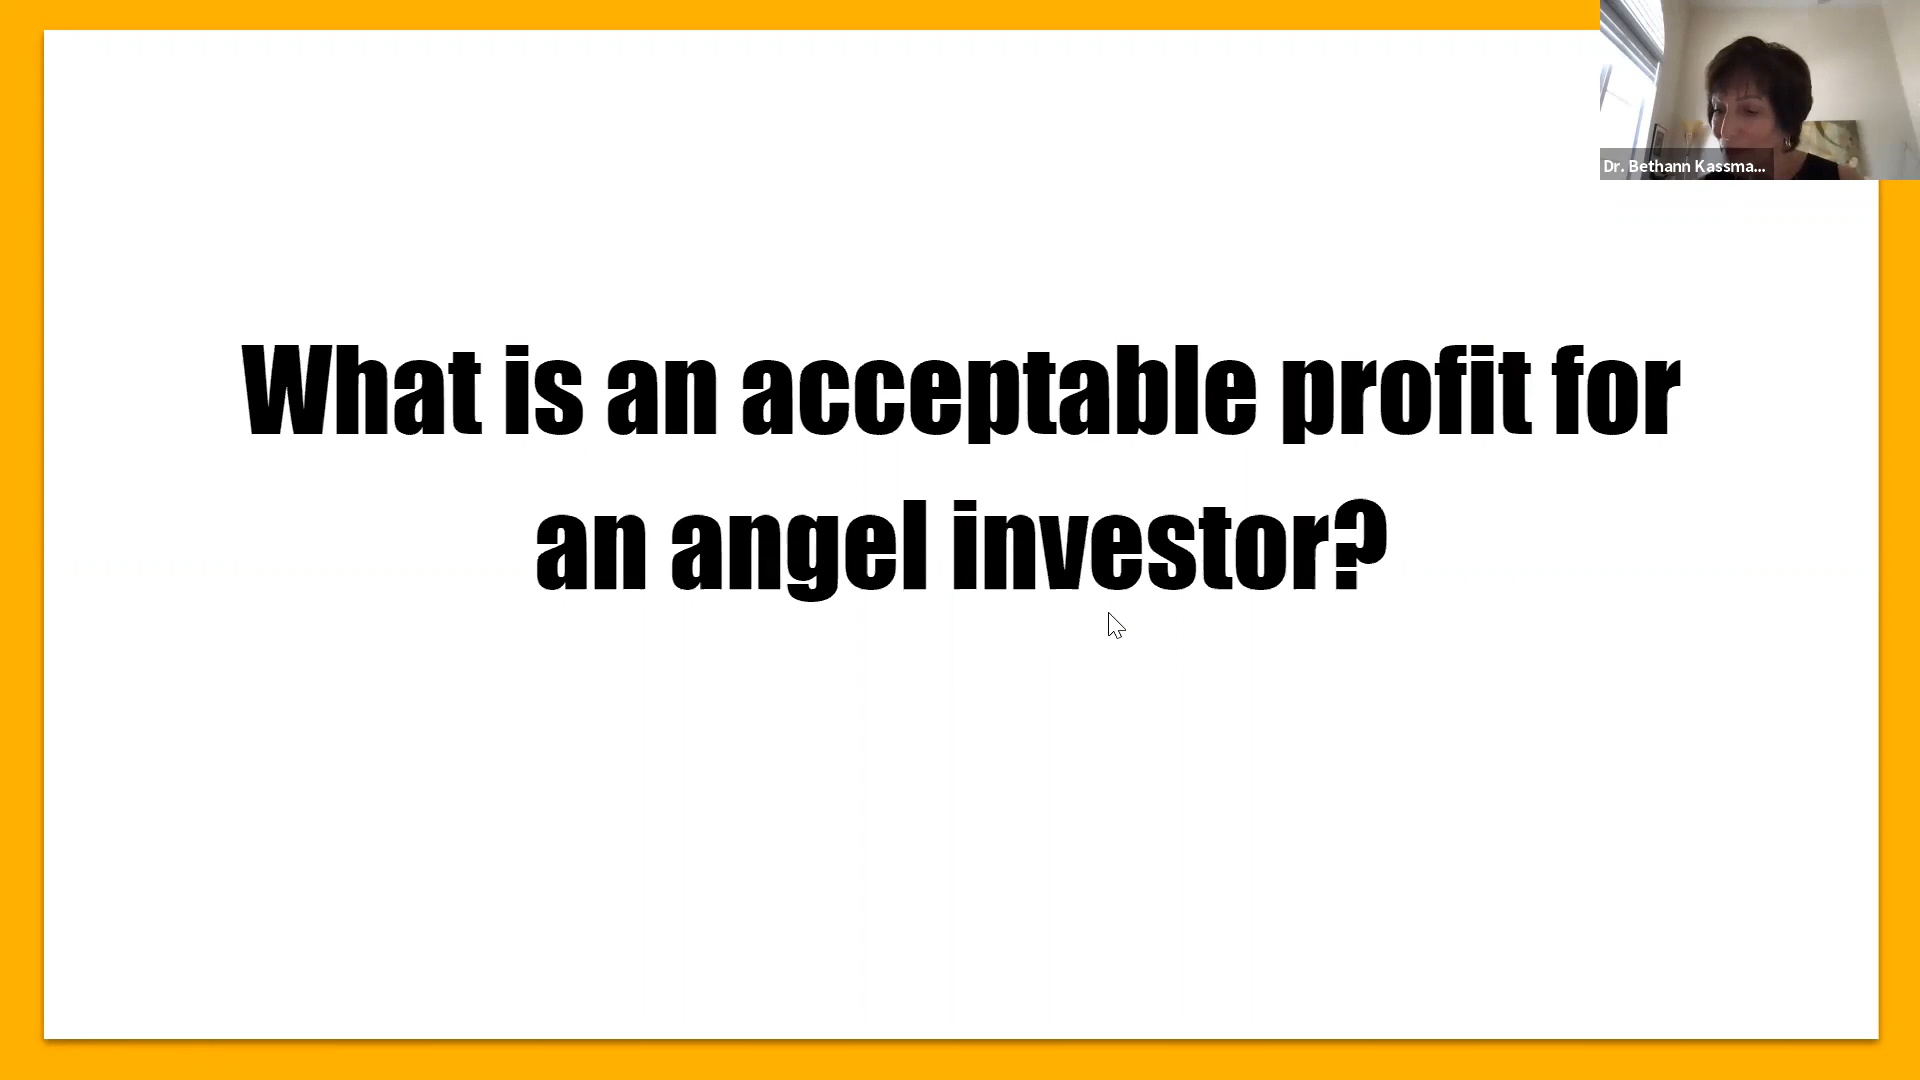 Dr. Bethann Kassma...
What is an acceptable profit for
an angel investor?